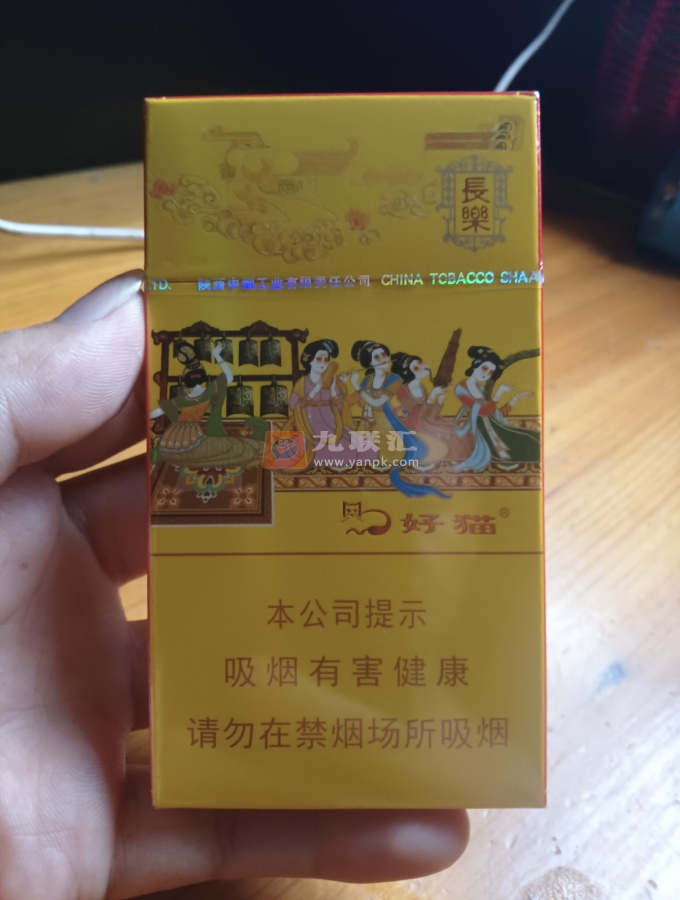 長樂
TD. 陕西中烟工业有限责任公司 CHINA TOBACCO SHAA
九联汇
www.yanpk.com
好猫®
本公司提示
吸烟有害健康
请勿在禁烟场所吸烟